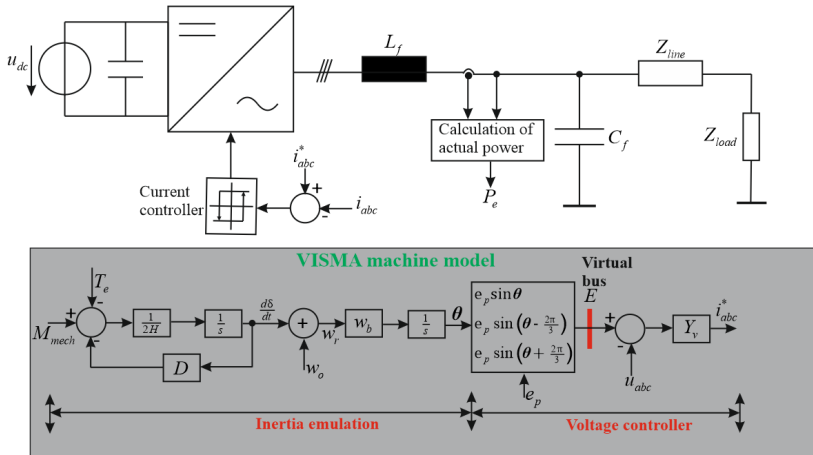 u_dc
L_f
Z_line
Calculation of
actual power
C_f
Z_load
i*_abc
+
Current
controller
-
i_abc
P_e
VISMA machine model
Virtual
bus
T_e
E
e_p sinθ
M_mech
+
-
-
1/2H
1/s
dδ/dt
+
w_r
w_b
1/s
θ
e_p sin(θ - 2π/3)
+
-
Y_v
i*_abc
e_p sin(θ + 2π/3)
D
w_o
u_abc
e_p
Inertia emulation
Voltage controller